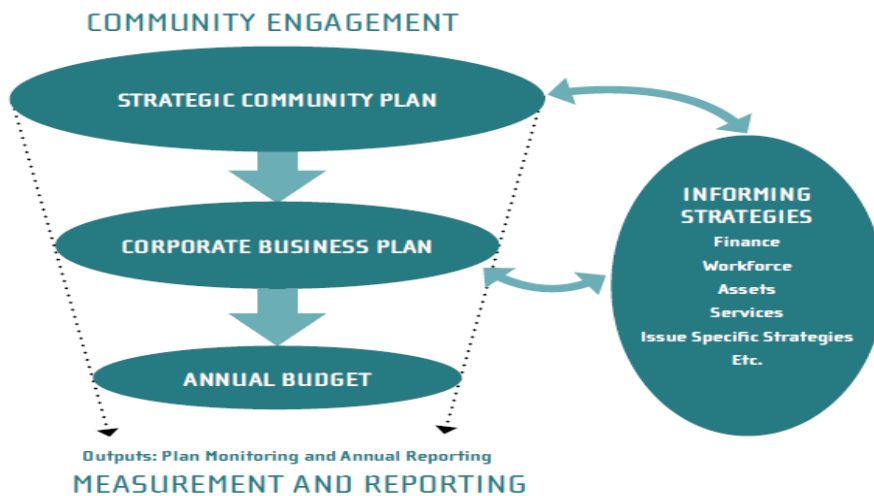 COMMUNITY ENGAGEMENT
STRATEGIC COMMUNITY PLAN
CORPORATE BUSINESS PLAN
ANNUAL BUDGET
INFORMING
STRATEGIES
Finance
Workforce
Assets
Services
Issue Specific Strategies
Etc.
Outputs: Plan Monitoring and Annual Reporting
MEASUREMENT AND REPORTING